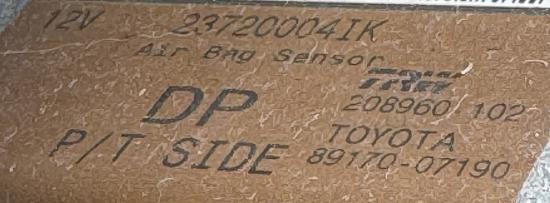 12V 23720004IK
Air Bag Sensor
TRW
DP 208960 102
TOYOTA
P/T SIDE 89170-07190